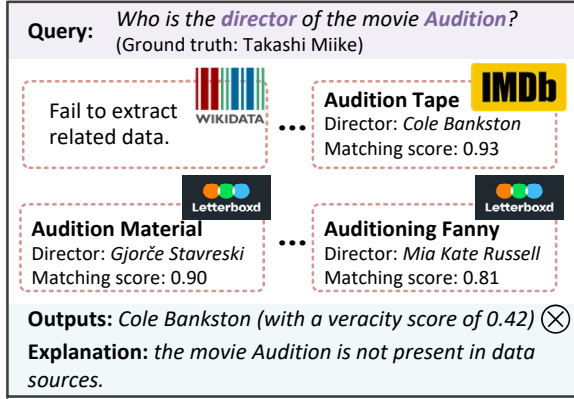 Query: Who is the director of the movie Audition?
(Ground truth: Takashi Miike)
Fail to extract
related data.
WIKIDATA
...
IMDb
Audition Tape
Director: Cole Bankston
Matching score: 0.93
Letterboxd
Audition Material
Director: Gjorče Stavreski
Matching score: 0.90
...
Letterboxd
Auditioning Fanny
Director: Mia Kate Russell
Matching score: 0.81
Outputs: Cole Bankston (with a veracity score of 0.42)
Explanation: the movie Audition is not present in data
sources.